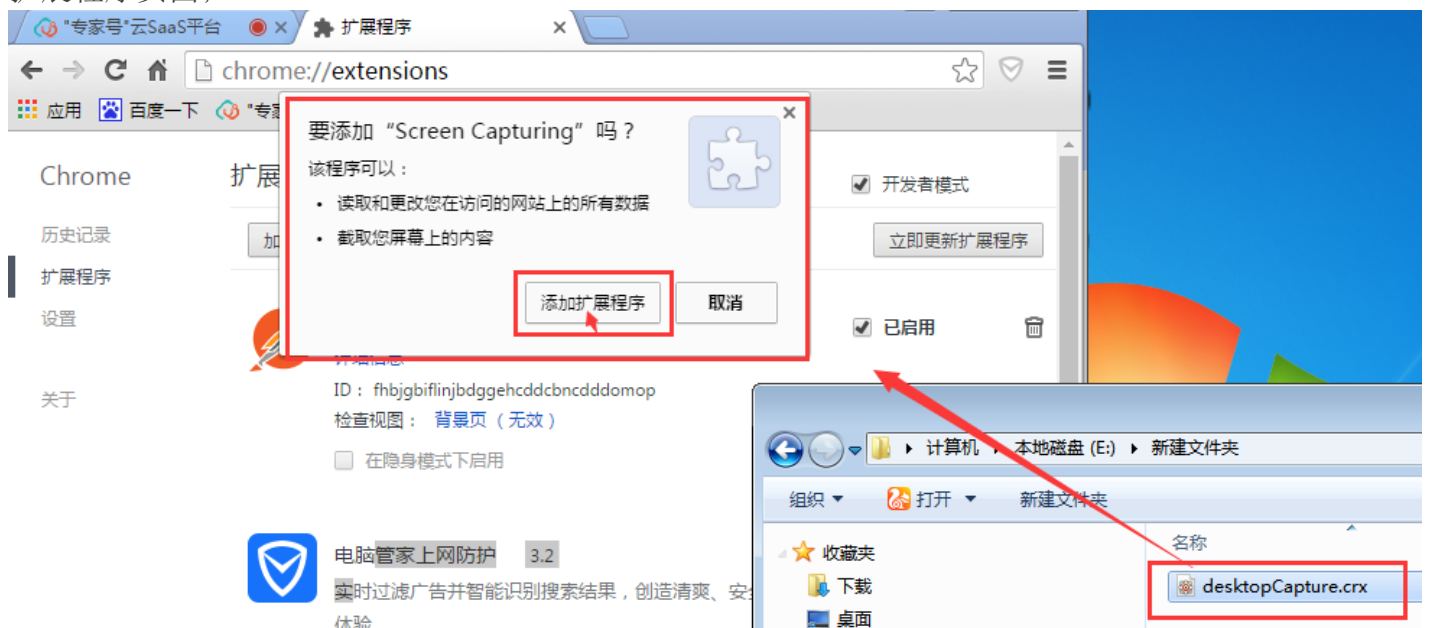 "专家号"云SaaS平台
扩展程序
chrome://extensions
应用
百度一下
"专
要添加“Screen Capturing”吗？
该程序可以：
• 读取和更改您在访问的网站上的所有数据
• 截取您屏幕上的内容
添加扩展程序
取消
Chrome
扩展
开发者模式
历史记录
加
立即更新扩展程序
扩展程序
设置
已启用
关于
ID： fhbjgbiflinjbdggehcddcbncdddomop
检查视图： 背景页（无效）
在隐身模式下启用
计算机
本地磁盘 (E:)
新建文件夹
组织
打开
新建文件夹
电脑管家上网防护 3.2
实时过滤广告并智能识别搜索结果，创造清爽、安
体验
收藏夹
下载
桌面
名称
desktopCapture.crx